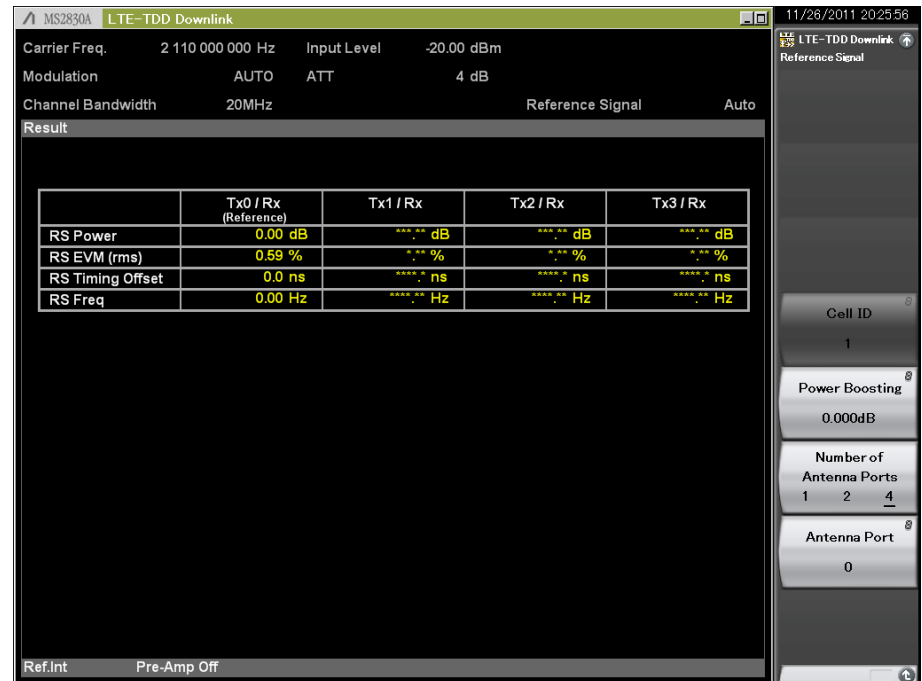 MS2830A LTE-TDD Downlink
Carrier Freq. 2 110 000 000 Hz Input Level -20.00 dBm
Modulation AUTO ATT 4 dB
Channel Bandwidth 20MHz Reference Signal Auto
Result
Tx0 / Rx Tx1 / Rx Tx2 / Rx Tx3 / Rx
(Reference)
RS Power 0.00 dB ***.** dB ***.** dB ***.** dB
RS EVM (rms) 0.59 % *.** % *.** % *.** %
RS Timing Offset 0.0 ns ****.* ns ****.* ns ****.* ns
RS Freq 0.00 Hz ****.** Hz ****.** Hz ****.** Hz
Ref.Int Pre-Amp Off
11/26/2011 20:25:56
LTE-TDD Downlink
Reference Signal
Cell ID
1
Power Boosting
0.000dB
Number of
Antenna Ports
1 2 4
Antenna Port
0